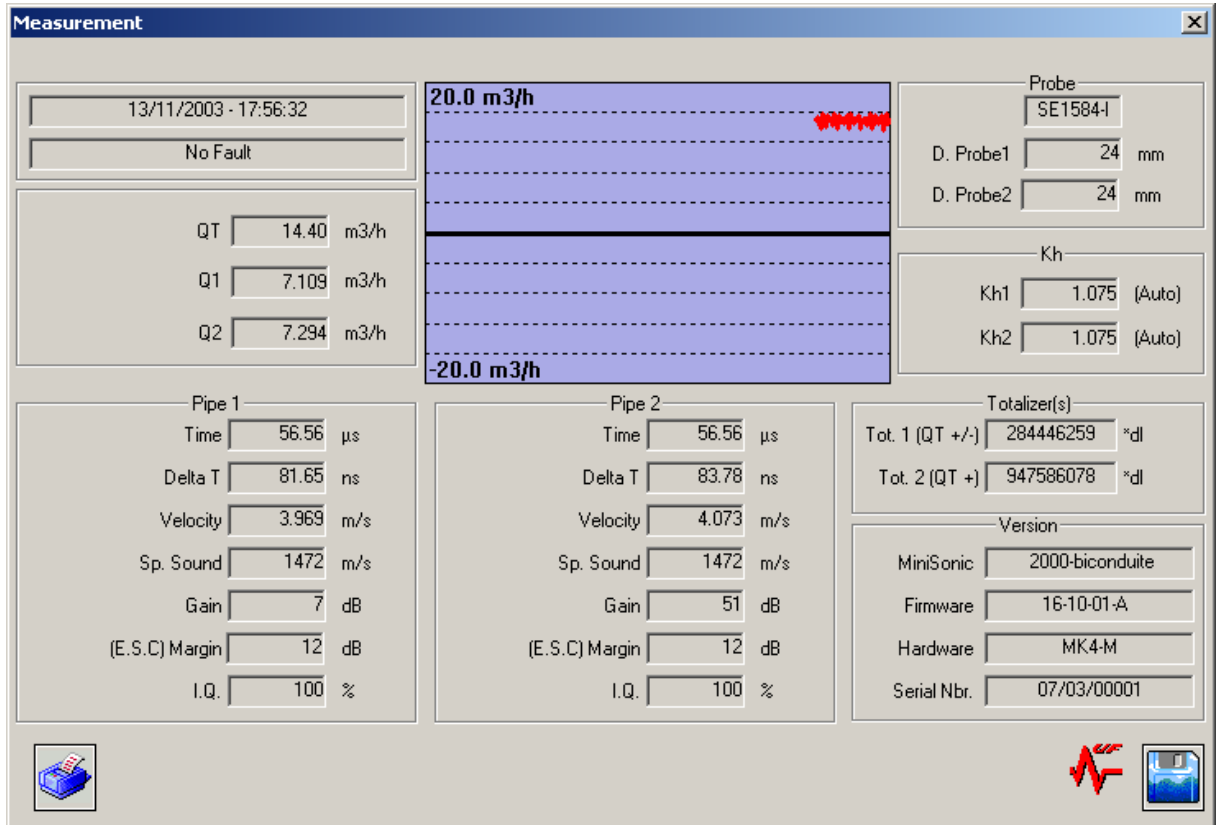 Measurement
13/11/2003 - 17:56:32
No Fault
QT 14.40 m3/h
Q1 7.109 m3/h
Q2 7.294 m3/h
20.0 m3/h
-20.0 m3/h
Probe
SE1584-I
D. Probe1 24 mm
D. Probe2 24 mm
Kh
Kh1 1.075 (Auto)
Kh2 1.075 (Auto)
Pipe 1
Time 56.56 µs
Delta T 81.65 ns
Velocity 3.969 m/s
Sp. Sound 1472 m/s
Gain 7 dB
(E.S.C) Margin 12 dB
I.Q. 100 %
Pipe 2
Time 56.56 µs
Delta T 83.78 ns
Velocity 4.073 m/s
Sp. Sound 1472 m/s
Gain 51 dB
(E.S.C) Margin 12 dB
I.Q. 100 %
Totalizer(s)
Tot. 1 (QT +/-) 284446259 *dl
Tot. 2 (QT +) 947586078 *dl
Version
MiniSonic 2000-biconduite
Firmware 16-10-01-A
Hardware MK4-M
Serial Nbr. 07/03/00001